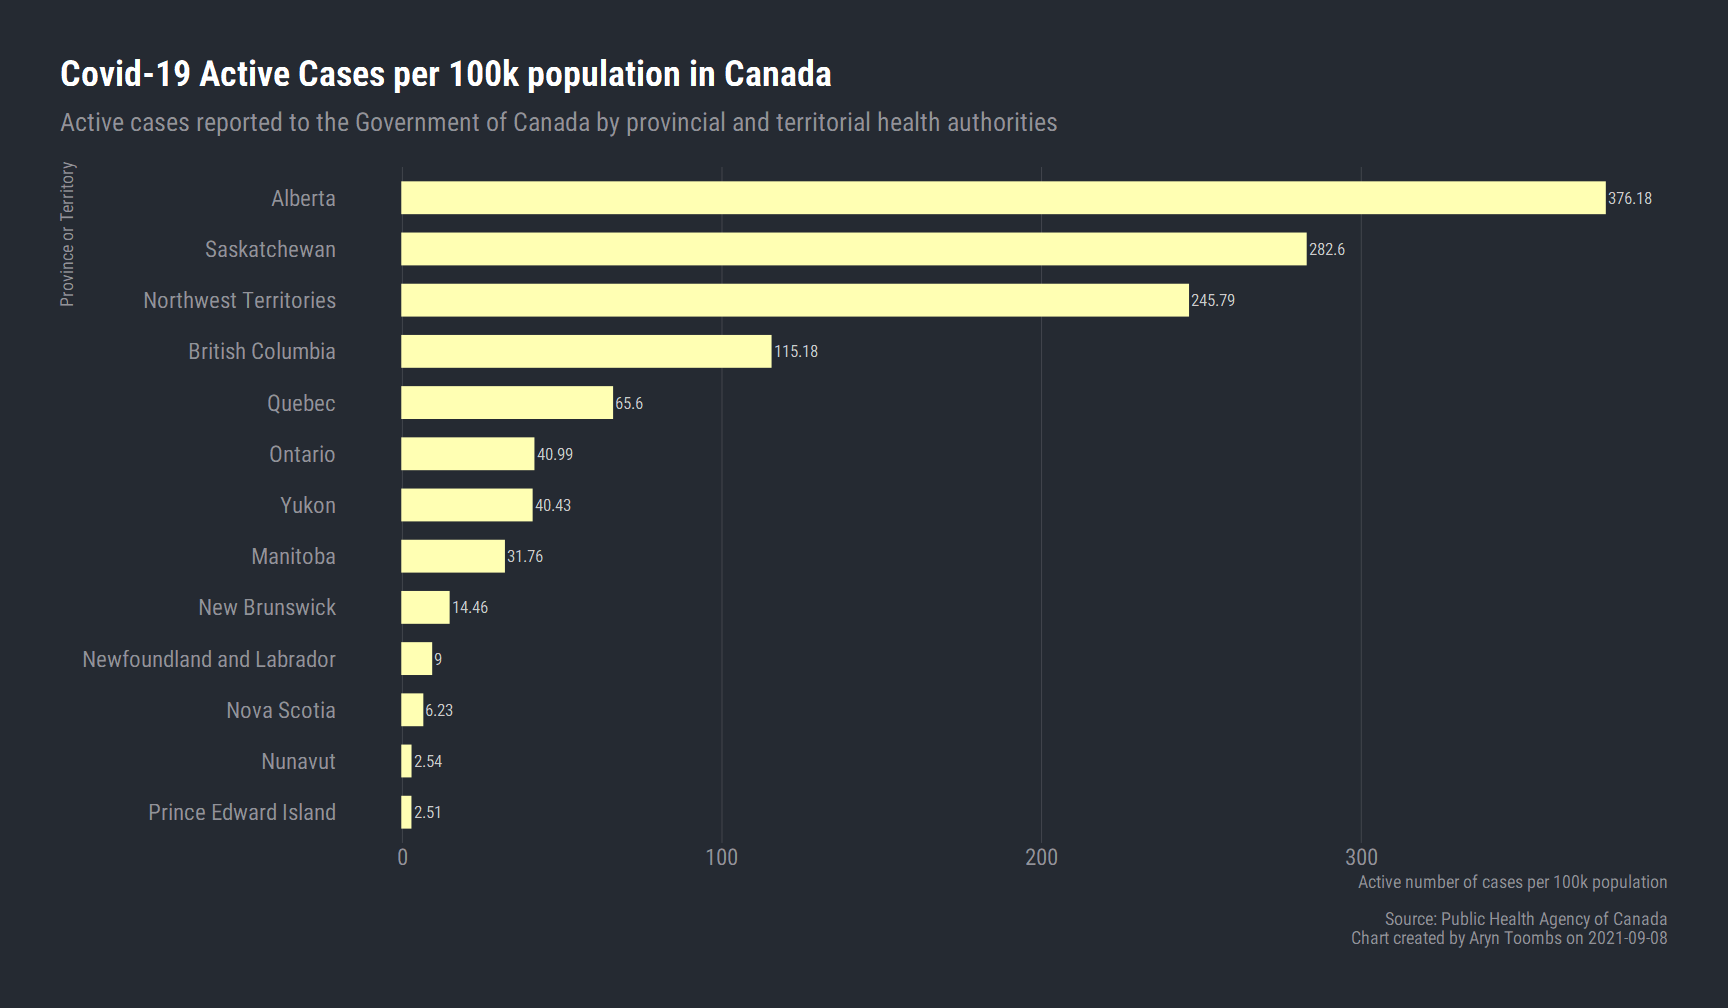 Covid-19 Active Cases per 100k population in Canada
Active cases reported to the Government of Canada by provincial and territorial health authorities
Province or Territory
Alberta 376.18
Saskatchewan 282.6
Northwest Territories 245.79
British Columbia 115.18
Quebec 65.6
Ontario 40.99
Yukon 40.43
Manitoba 31.76
New Brunswick 14.46
Newfoundland and Labrador 9
Nova Scotia 6.23
Nunavut 2.54
Prince Edward Island 2.51
0 100 200 300
Active number of cases per 100k population
Source: Public Health Agency of Canada
Chart created by Aryn Toombs on 2021-09-08